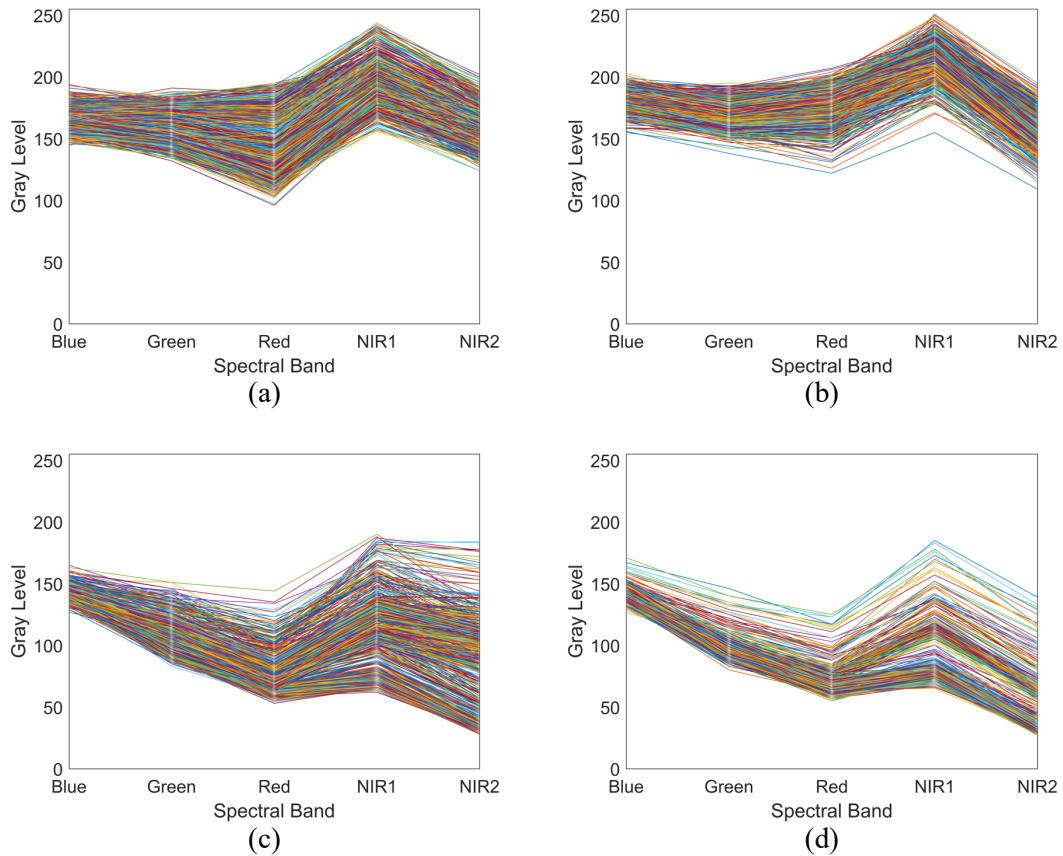 250
200
150
100
50
0
Gray Level
Blue Green Red NIR1 NIR2
Spectral Band
(a)
250
200
150
100
50
0
Gray Level
Blue Green Red NIR1 NIR2
Spectral Band
(b)
250
200
150
100
50
0
Gray Level
Blue Green Red NIR1 NIR2
Spectral Band
(c)
250
200
150
100
50
0
Gray Level
Blue Green Red NIR1 NIR2
Spectral Band
(d)